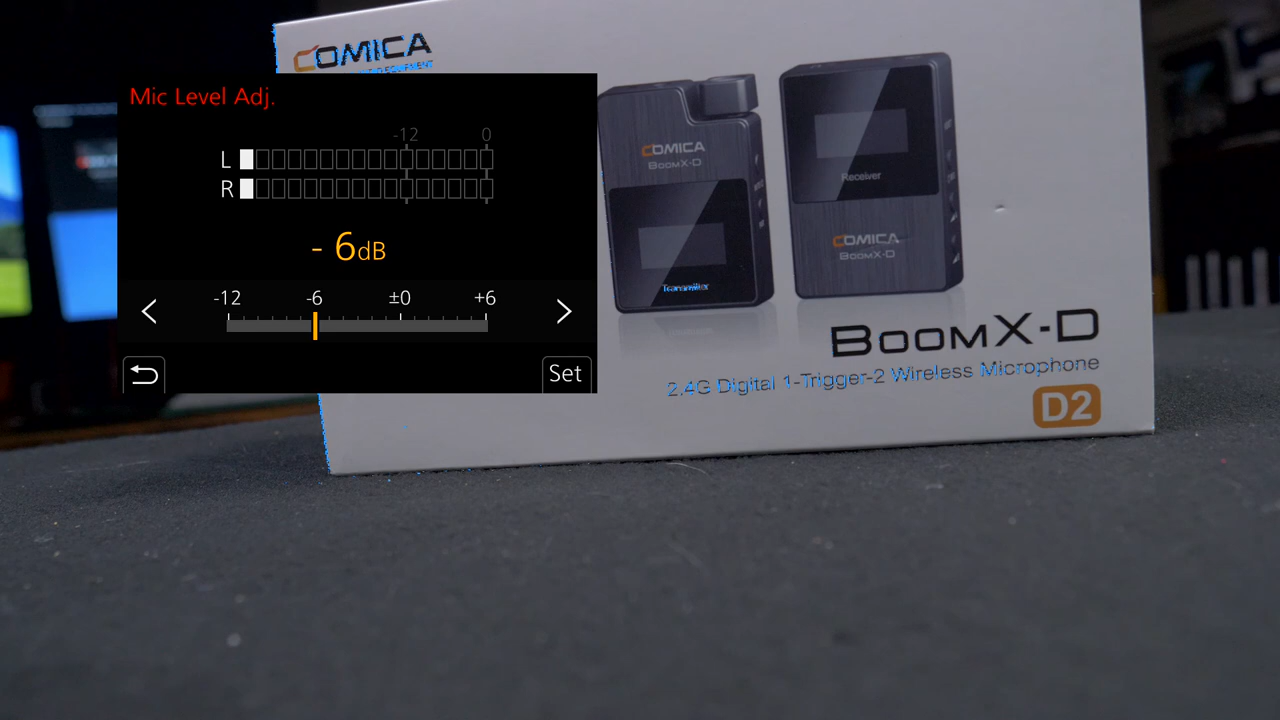 COMICA
EQUIPMENT
Mic Level Adj.
-12 0
L
R
- 6dB
-12 -6 ±0 +6
Set
COMICA
BOOMX-D
Transmitter
Receiver
COMICA
BOOMX-D
BOOMX-D
2.4G Digital 1-Trigger-2 Wireless Microphone
D2